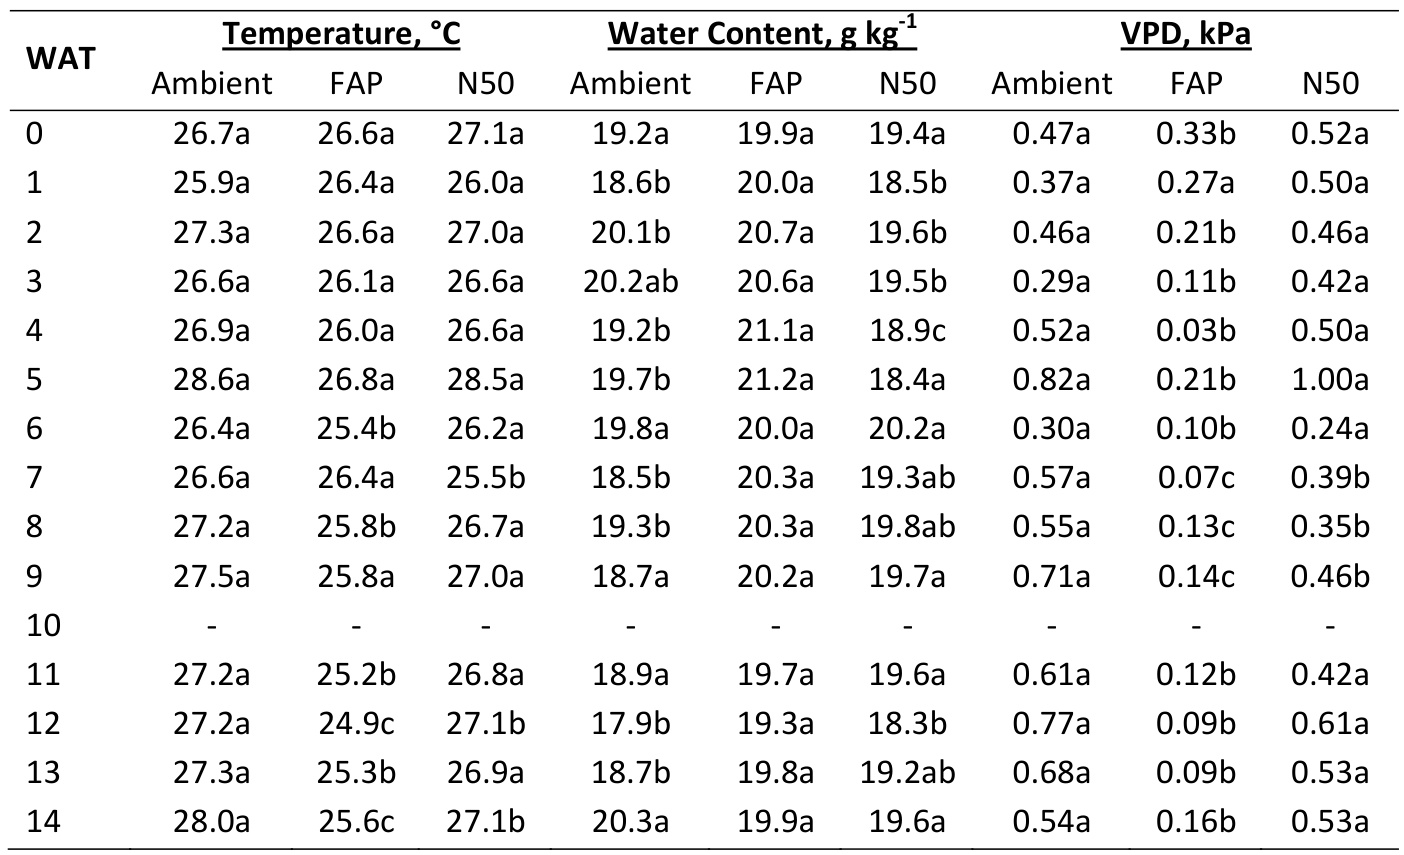 WAT Temperature, °C Water Content, g kg-1 VPD, kPa
Ambient FAP N50 Ambient FAP N50 Ambient FAP N50
0 26.7a 26.6a 27.1a 19.2a 19.9a 19.4a 0.47a 0.33b 0.52a
1 25.9a 26.4a 26.0a 18.6b 20.0a 18.5b 0.37a 0.27a 0.50a
2 27.3a 26.6a 27.0a 20.1b 20.7a 19.6b 0.46a 0.21b 0.46a
3 26.6a 26.1a 26.6a 20.2ab 20.6a 19.5b 0.29a 0.11b 0.42a
4 26.9a 26.0a 26.6a 19.2b 21.1a 18.9c 0.52a 0.03b 0.50a
5 28.6a 26.8a 28.5a 19.7b 21.2a 18.4a 0.82a 0.21b 1.00a
6 26.4a 25.4b 26.2a 19.8a 20.0a 20.2a 0.30a 0.10b 0.24a
7 26.6a 26.4a 25.5b 18.5b 20.3a 19.3ab 0.57a 0.07c 0.39b
8 27.2a 25.8b 26.7a 19.3b 20.3a 19.8ab 0.55a 0.13c 0.35b
9 27.5a 25.8a 27.0a 18.7a 20.2a 19.7a 0.71a 0.14c 0.46b
10 - - - - - - - - -
11 27.2a 25.2b 26.8a 18.9a 19.7a 19.6a 0.61a 0.12b 0.42a
12 27.2a 24.9c 27.1b 17.9b 19.3a 18.3b 0.77a 0.09b 0.61a
13 27.3a 25.3b 26.9a 18.7b 19.8a 19.2ab 0.68a 0.09b 0.53a
14 28.0a 25.6c 27.1b 20.3a 19.9a 19.6a 0.54a 0.16b 0.53a